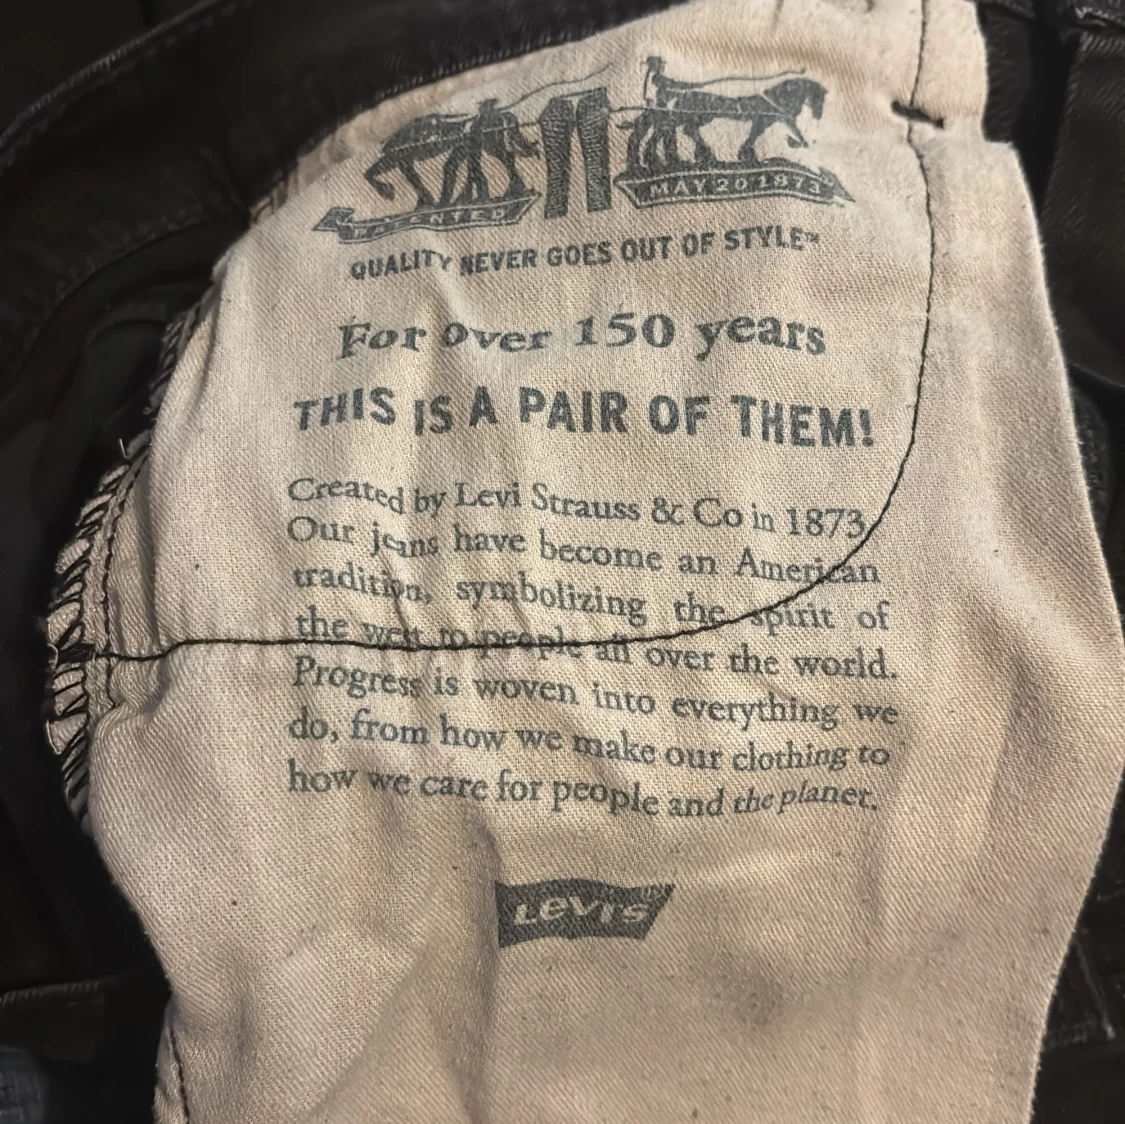 PATENTED
MAY 20 1873
QUALITY NEVER GOES OUT OF STYLE™
For over 150 years
THIS IS A PAIR OF THEM!
Created by Levi Strauss & Co in 1873
Our jeans have become an American
tradition, symbolizing the spirit of
the west to people all over the world.
Progress is woven into everything we
do, from how we make our clothing to
how we care for people and the planet.
LEVI'S